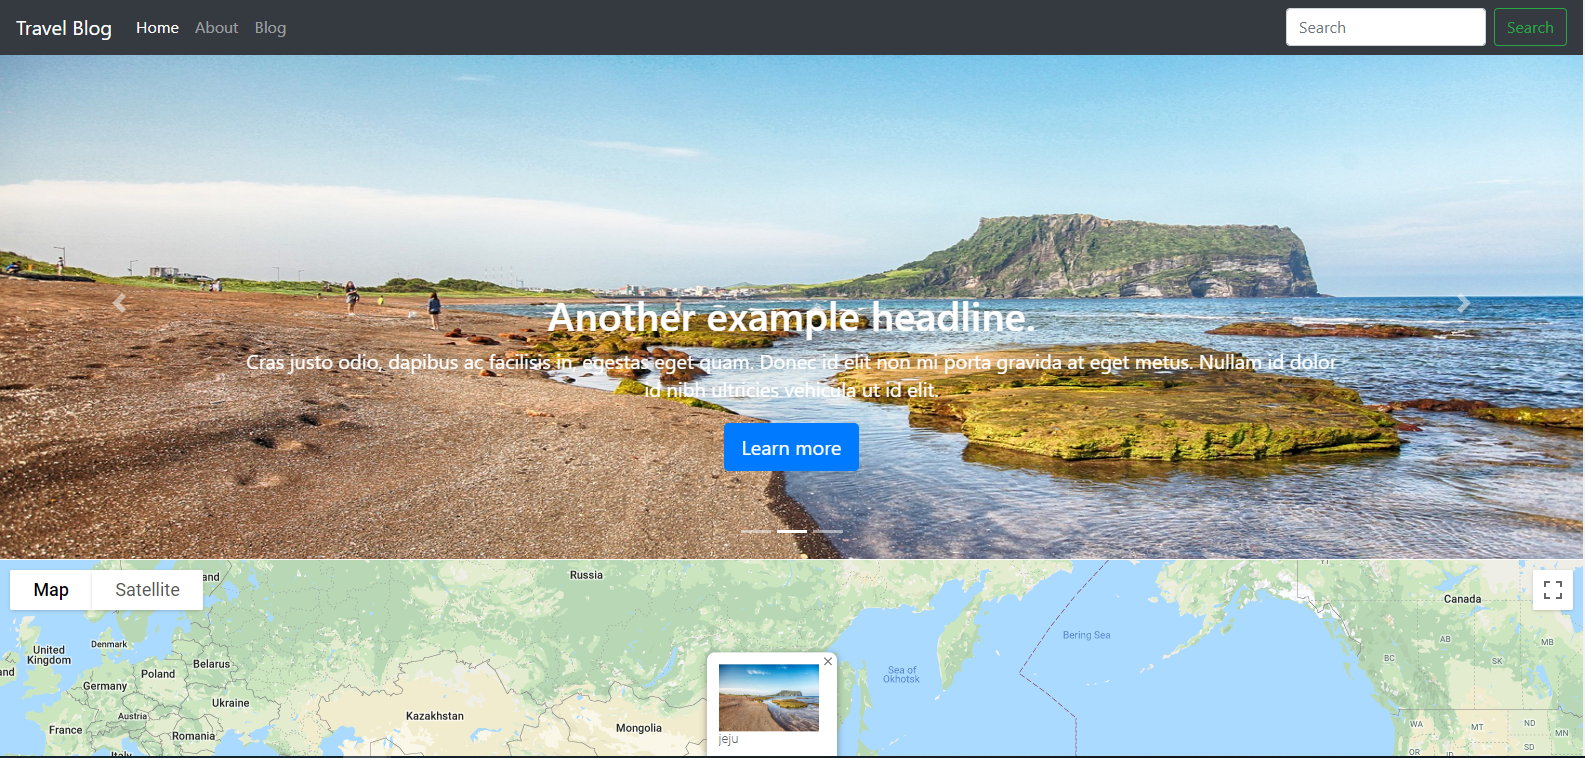 Travel Blog Home About Blog Search Search
Another example headline.
Cras justo odio, dapibus ac facilisis in, egestas eget quam. Donec id elit non mi porta gravida at eget metus. Nullam id dolor
id nibh ultricies vehicula ut id elit.
Learn more
Map Satellite
and
Russia
Canada
United
Kingdom
Denmark
and
Belarus
Poland
Germany
Ukraine
Austria
France
Romania
Italy
Kazakhstan
Mongolia
jeju
Sea of
Okhotsk
Bering Sea
TI
AB
MB
BC
SK
WA
MT
ND
MN
OR
ID
SD